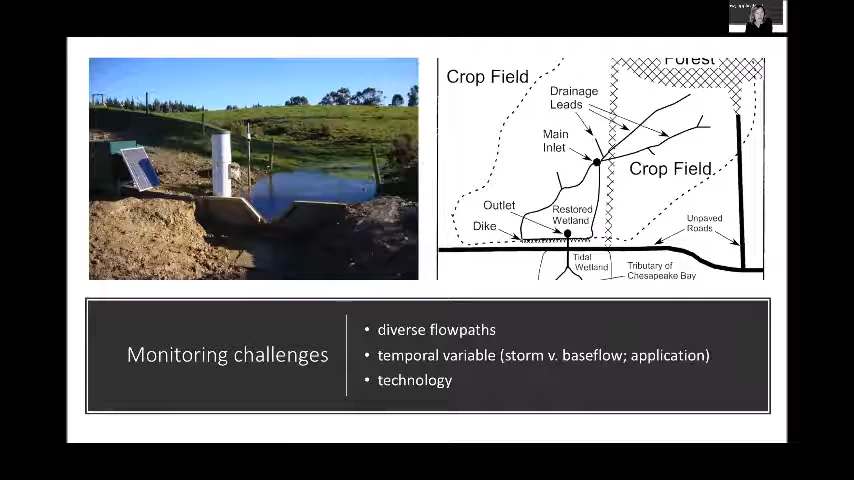 Crop Field
Forest
Drainage
Leads
Main
Inlet
Crop Field
Outlet
Restored
Wetland
Dike
Unpaved
Roads
Tidal
Wetland
Tributary of
Chesapeake Bay
Monitoring challenges
• diverse flowpaths
• temporal variable (storm v. baseflow; application)
• technology